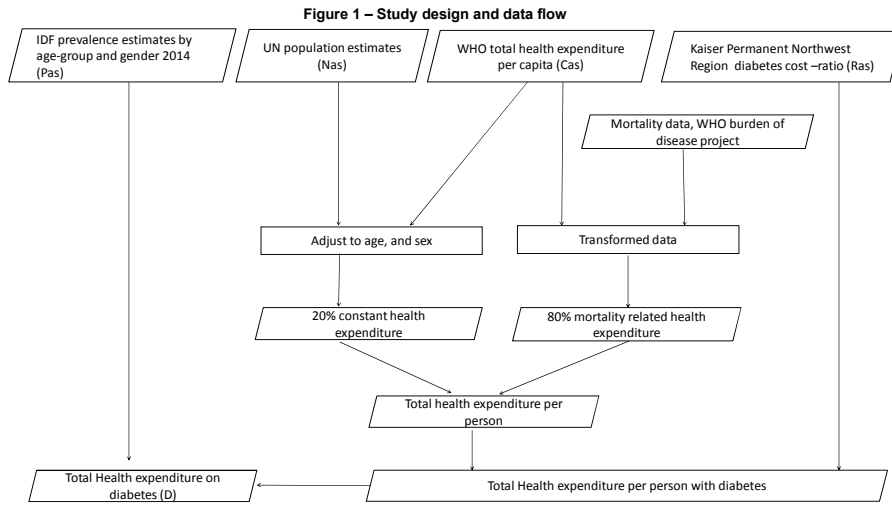 Figure 1 – Study design and data flow
IDF prevalence estimates by
age-group and gender 2014
(Pas)
UN population estimates
(Nas)
WHO total health expenditure
per capita (Cas)
Kaiser Permanent Northwest
Region diabetes cost –ratio (Ras)
Mortality data, WHO burden of
disease project
Adjust to age, and sex
Transformed data
20% constant health
expenditure
80% mortality related health
expenditure
Total health expenditure per
person
Total Health expenditure on
diabetes (D)
Total Health expenditure per person with diabetes